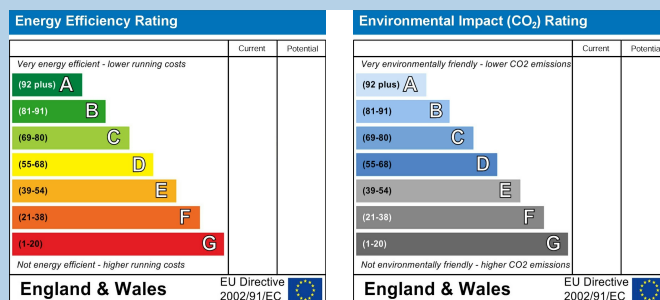 Energy Efficiency Rating
Current Potential
Very energy efficient - lower running costs
(92 plus) A
(81-91) B
(69-80) C
(55-68) D
(39-54) E
(21-38) F
(1-20) G
Not energy efficient - higher running costs
England & Wales
EU Directive
2002/91/EC
Environmental Impact (CO₂) Rating
Current Potentia
Very environmentally friendly - lower CO2 emissions
(92 plus) A
(81-91) B
(69-80) C
(55-68) D
(39-54) E
(21-38) F
(1-20) G
Not environmentally friendly - higher CO2 emissions
England & Wales
EU Directive
2002/91/EC